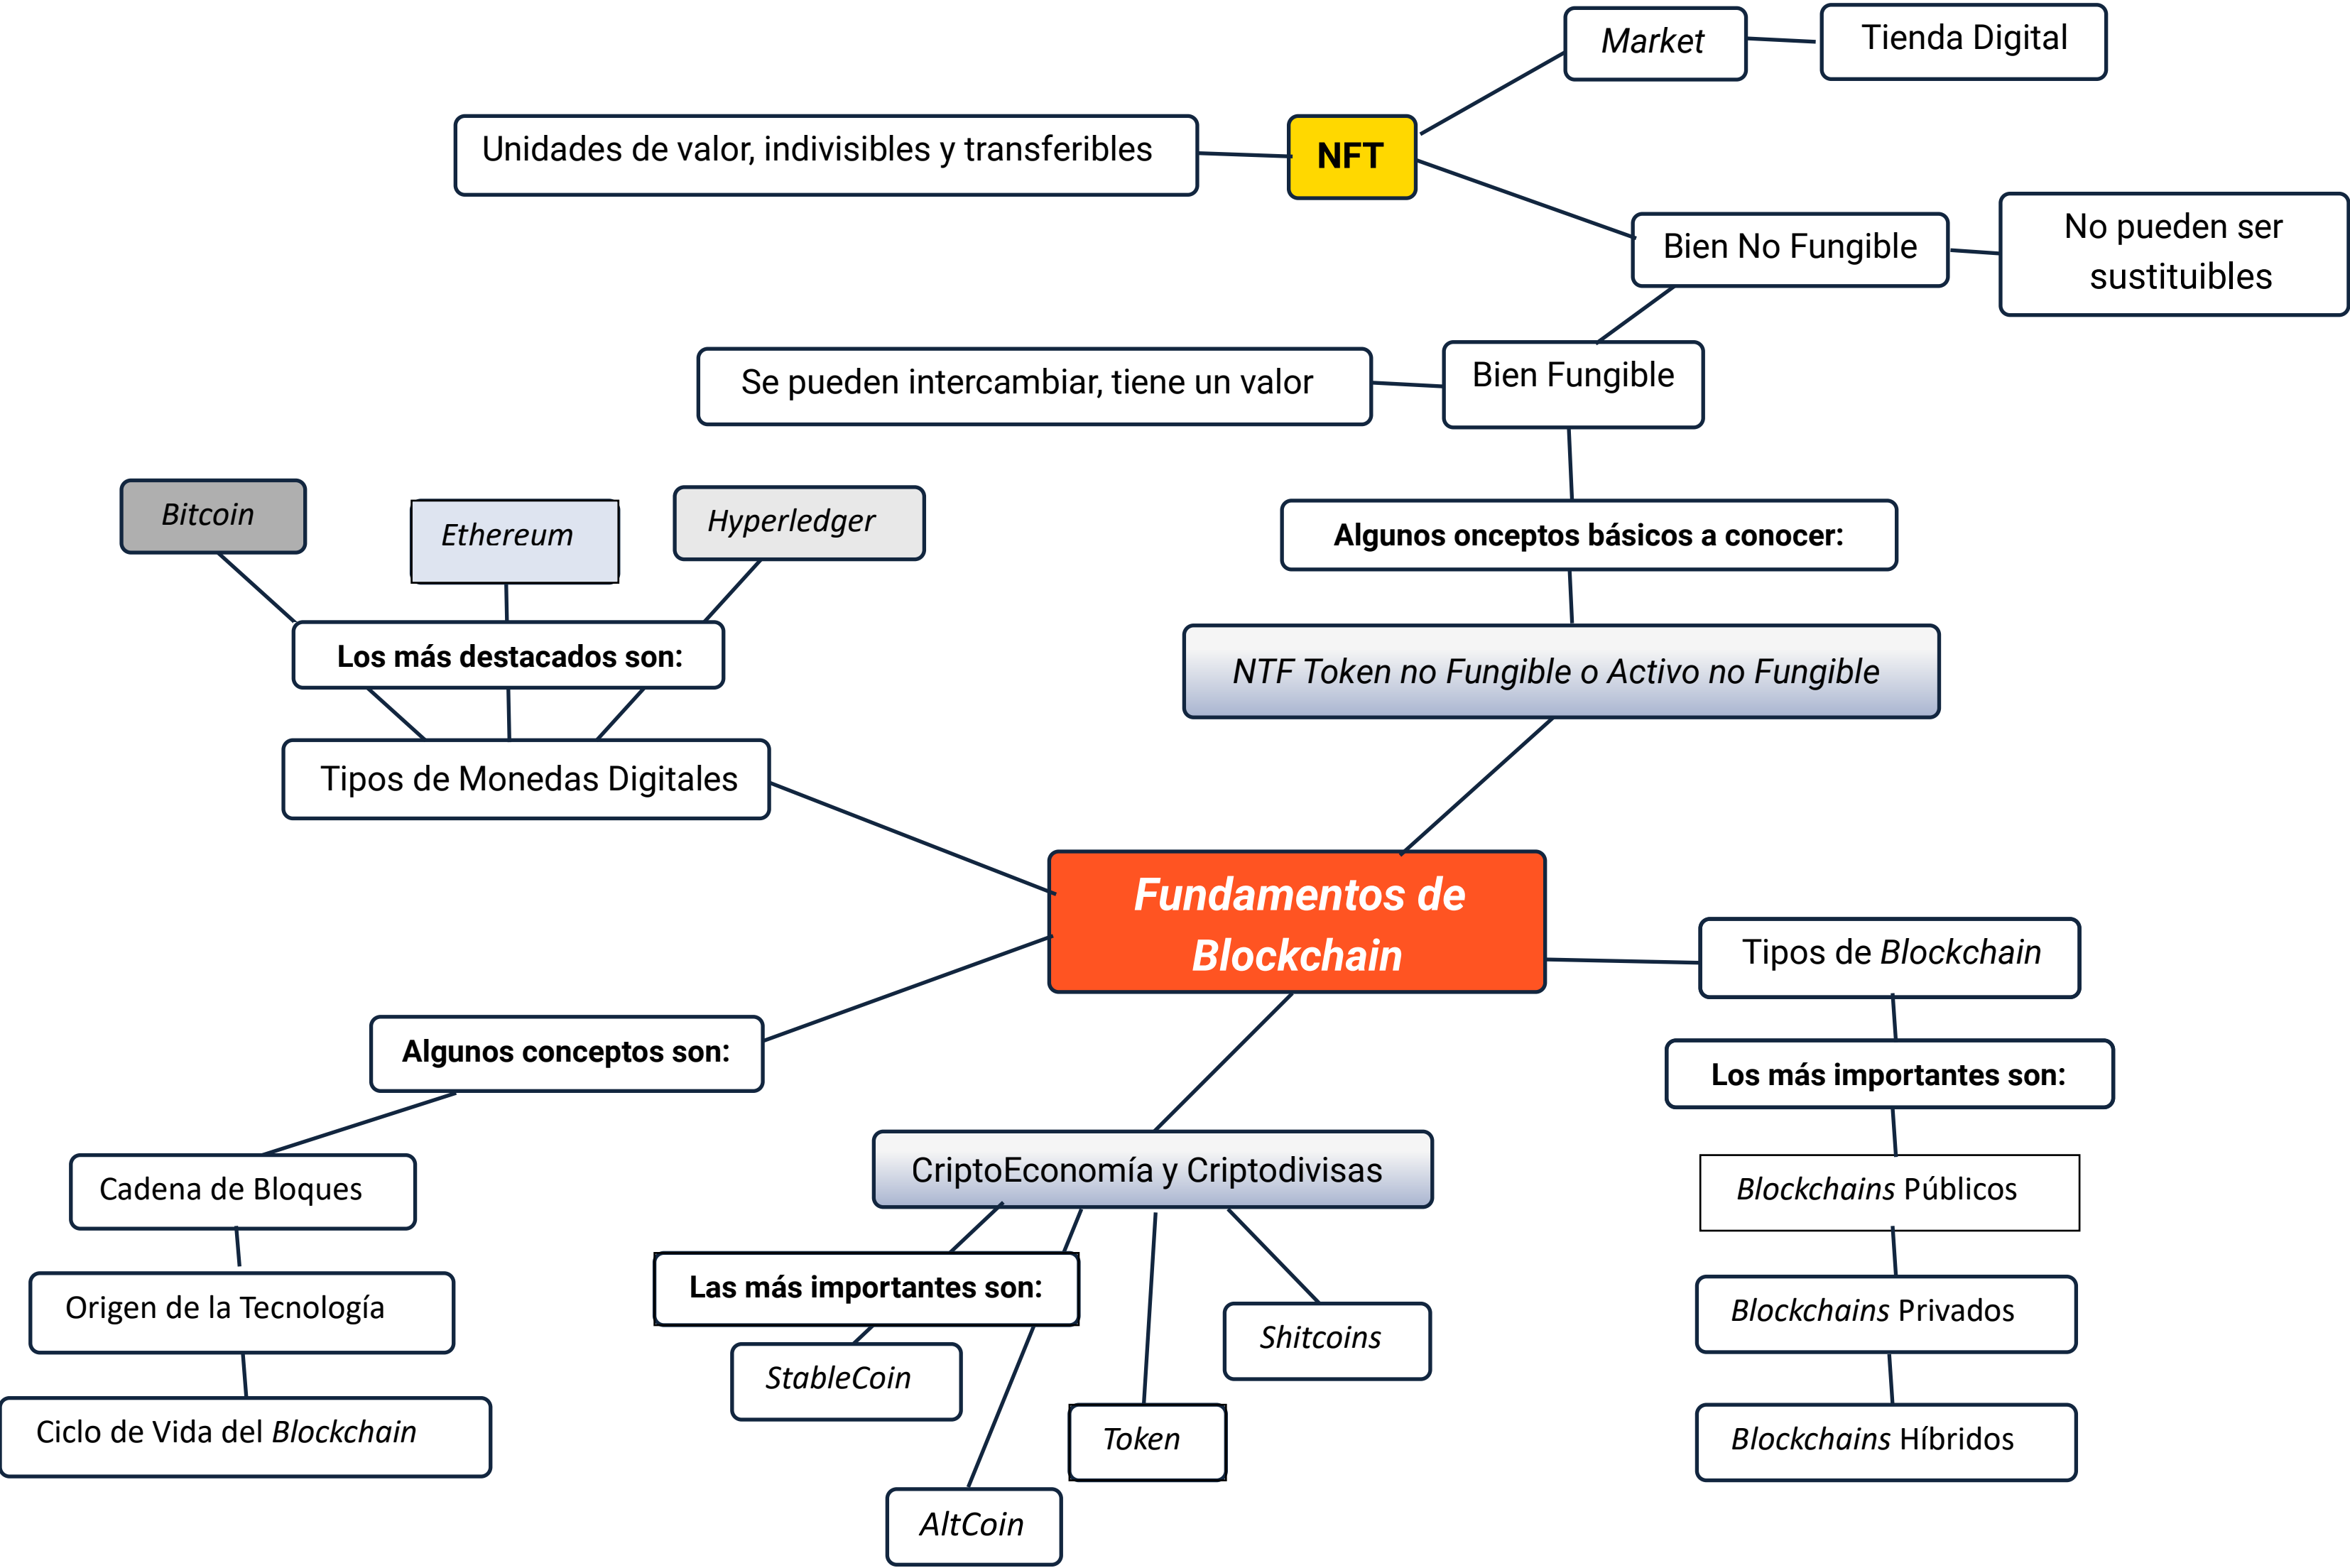 Market
Tienda Digital
Unidades de valor, indivisibles y transferibles
NFT
Bien No Fungible
No pueden ser
sustituibles
Se pueden intercambiar, tiene un valor
Bien Fungible
Bitcoin
Ethereum
Hyperledger
Algunos onceptos básicos a conocer:
Los más destacados son:
NTF Token no Fungible o Activo no Fungible
Tipos de Monedas Digitales
Fundamentos de
Blockchain
Tipos de Blockchain
Algunos conceptos son:
Los más importantes son:
Cadena de Bloques
CriptoEconomía y Criptodivisas
Blockchains Públicos
Origen de la Tecnología
Las más importantes son:
Shitcoins
Blockchains Privados
StableCoin
Ciclo de Vida del Blockchain
Token
Blockchains Híbridos
AltCoin